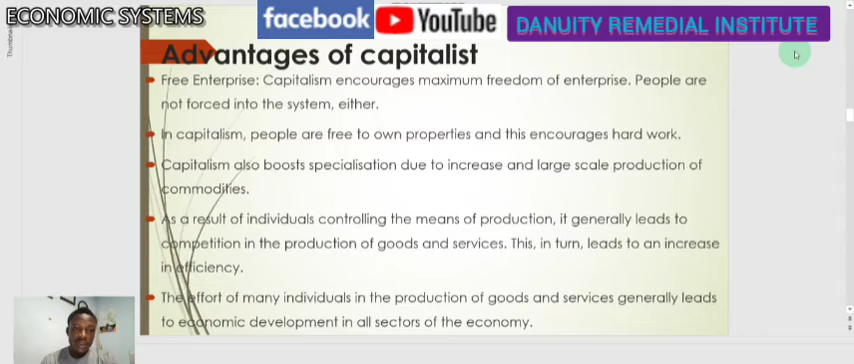 ECONOMIC SYSTEMS
facebook
YouTube
DANUITY REMEDIAL INSTITUTE
Advantages of capitalist
Free Enterprise: Capitalism encourages maximum freedom of enterprise. People are
not forced into the system, either.
In capitalism, people are free to own properties and this encourages hard work.
Capitalism also boosts specialisation due to increase and large scale production of
commodities.
As a result of individuals controlling the means of production, it generally leads to
competition in the production of goods and services. This, in turn, leads to an increase
in efficiency.
The effort of many individuals in the production of goods and services generally leads
to economic development in all sectors of the economy.